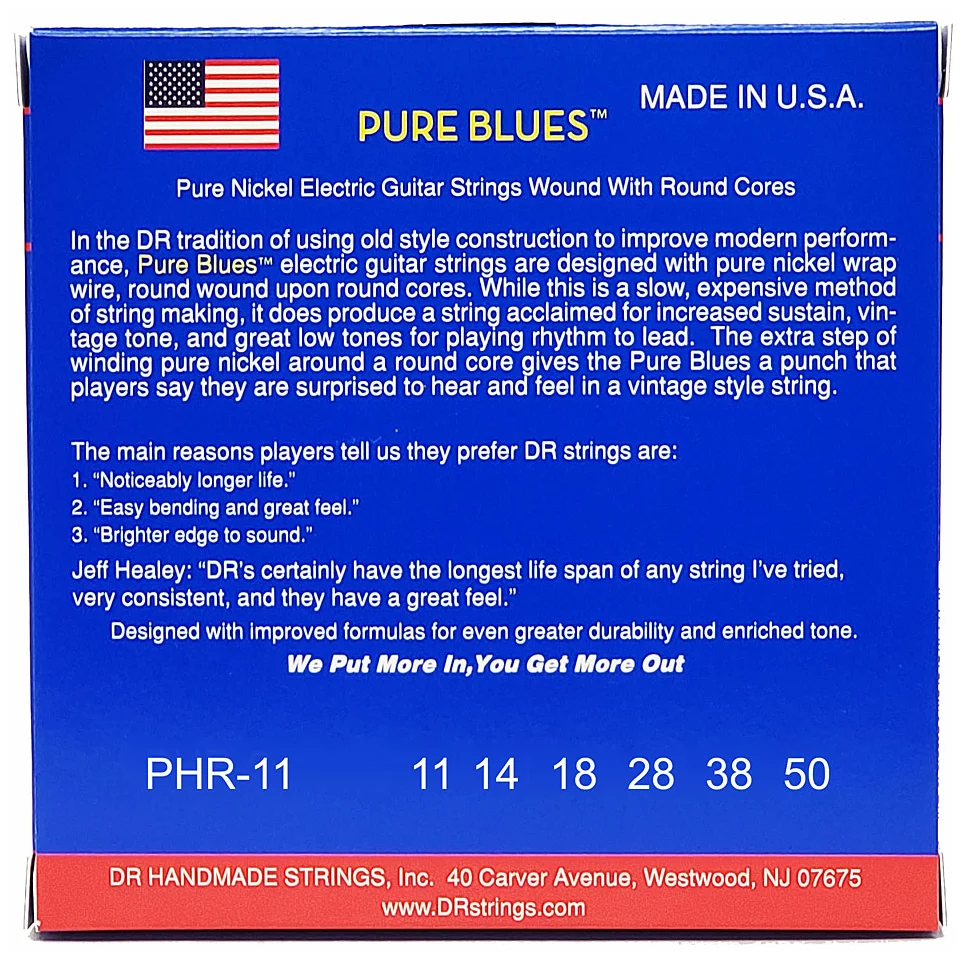 MADE IN U.S.A.
PURE BLUES™
Pure Nickel Electric Guitar Strings Wound With Round Cores
In the DR tradition of using old style construction to improve modern perform-
ance, Pure Blues™ electric guitar strings are designed with pure nickel wrap
wire, round wound upon round cores. While this is a slow, expensive method
of string making, it does produce a string acclaimed for increased sustain, vin-
tage tone, and great low tones for playing rhythm to lead. The extra step of
winding pure nickel around a round core gives the Pure Blues a punch that
players say they are surprised to hear and feel in a vintage style string.
The main reasons players tell us they prefer DR strings are:
1. “Noticeably longer life.”
2. “Easy bending and great feel.”
3. “Brighter edge to sound.”
Jeff Healey: “DR’s certainly have the longest life span of any string I’ve tried,
very consistent, and they have a great feel.”
Designed with improved formulas for even greater durability and enriched tone.
We Put More In,You Get More Out
PHR-11 11 14 18 28 38 50
DR HANDMADE STRINGS, Inc. 40 Carver Avenue, Westwood, NJ 07675
www.DRstrings.com